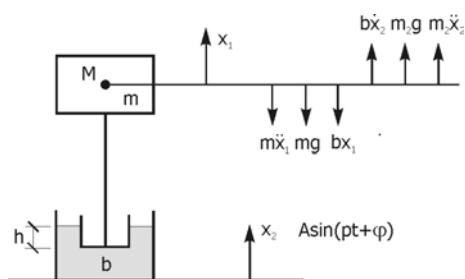 bẋ₂ m₂g m₂ẍ₂
x₁
M
m
mẍ₁ mg bx₁
h
b
x₂ Asin(pt+φ)